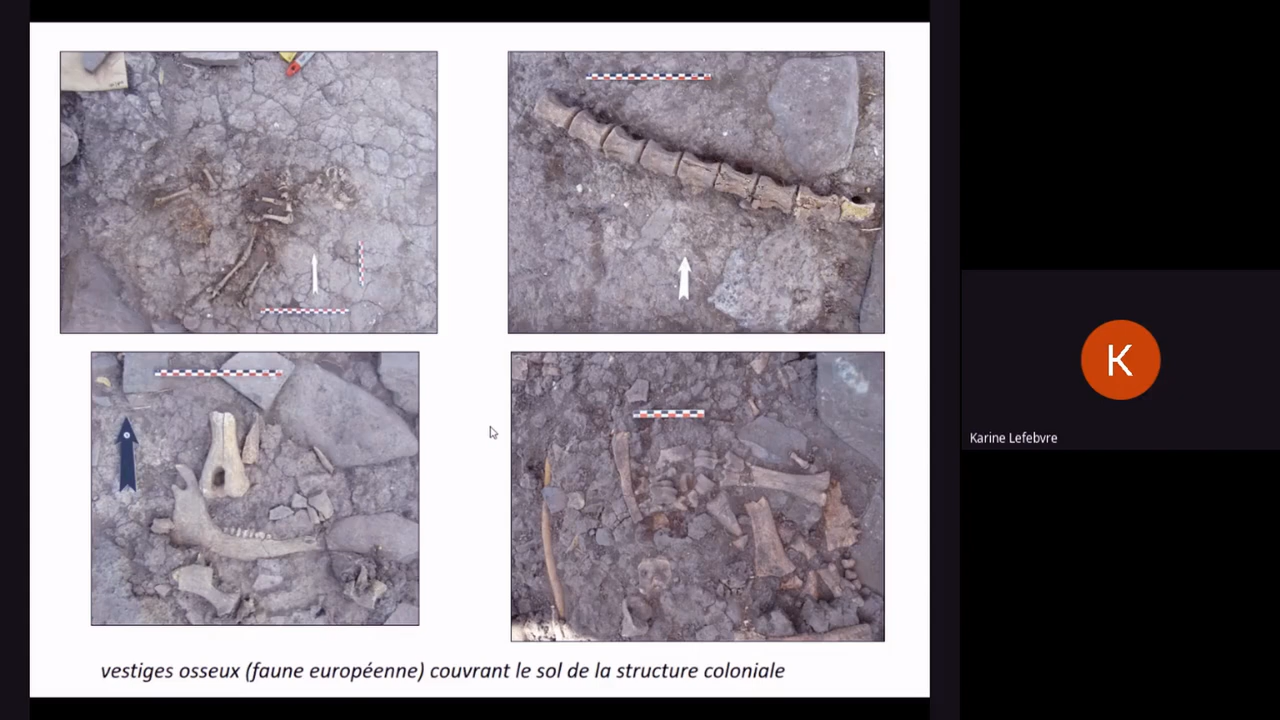 vestiges osseux (faune européenne) couvrant le sol de la structure coloniale
K
Karine Lefebvre